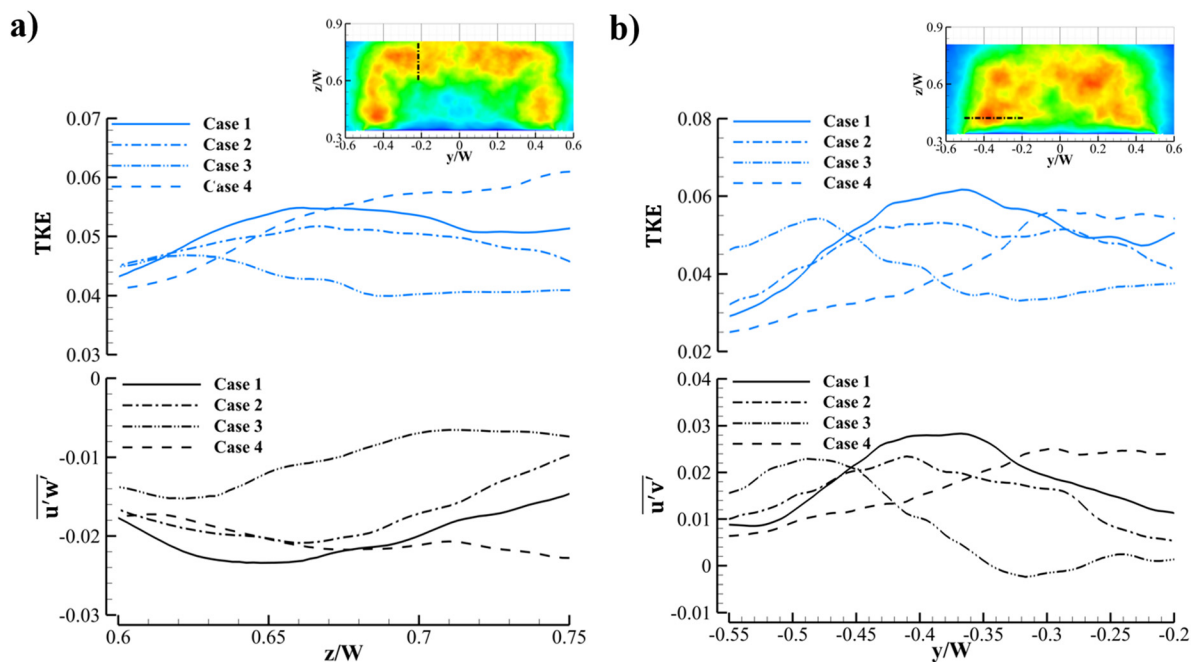 a)
0.9
0.6
0.3
z/W
-0.6 -0.4 -0.2 0 0.2 0.4 0.6
y/W
0.07
0.06
0.05
0.04
0.03
TKE
Case 1
Case 2
Case 3
Case 4
0
-0.01
-0.02
-0.03
u'w'
Case 1
Case 2
Case 3
Case 4
0.6 0.65 0.7 0.75
z/W
b)
0.9
0.6
0.3
z/W
-0.6 -0.4 -0.2 0 0.2 0.4 0.6
y/W
0.08
0.06
0.04
0.02
TKE
Case 1
Case 2
Case 3
Case 4
0.04
0.03
0.02
0.01
0
-0.01
u'v'
Case 1
Case 2
Case 3
Case 4
-0.55 -0.5 -0.45 -0.4 -0.35 -0.3 -0.25 -0.2
y/W